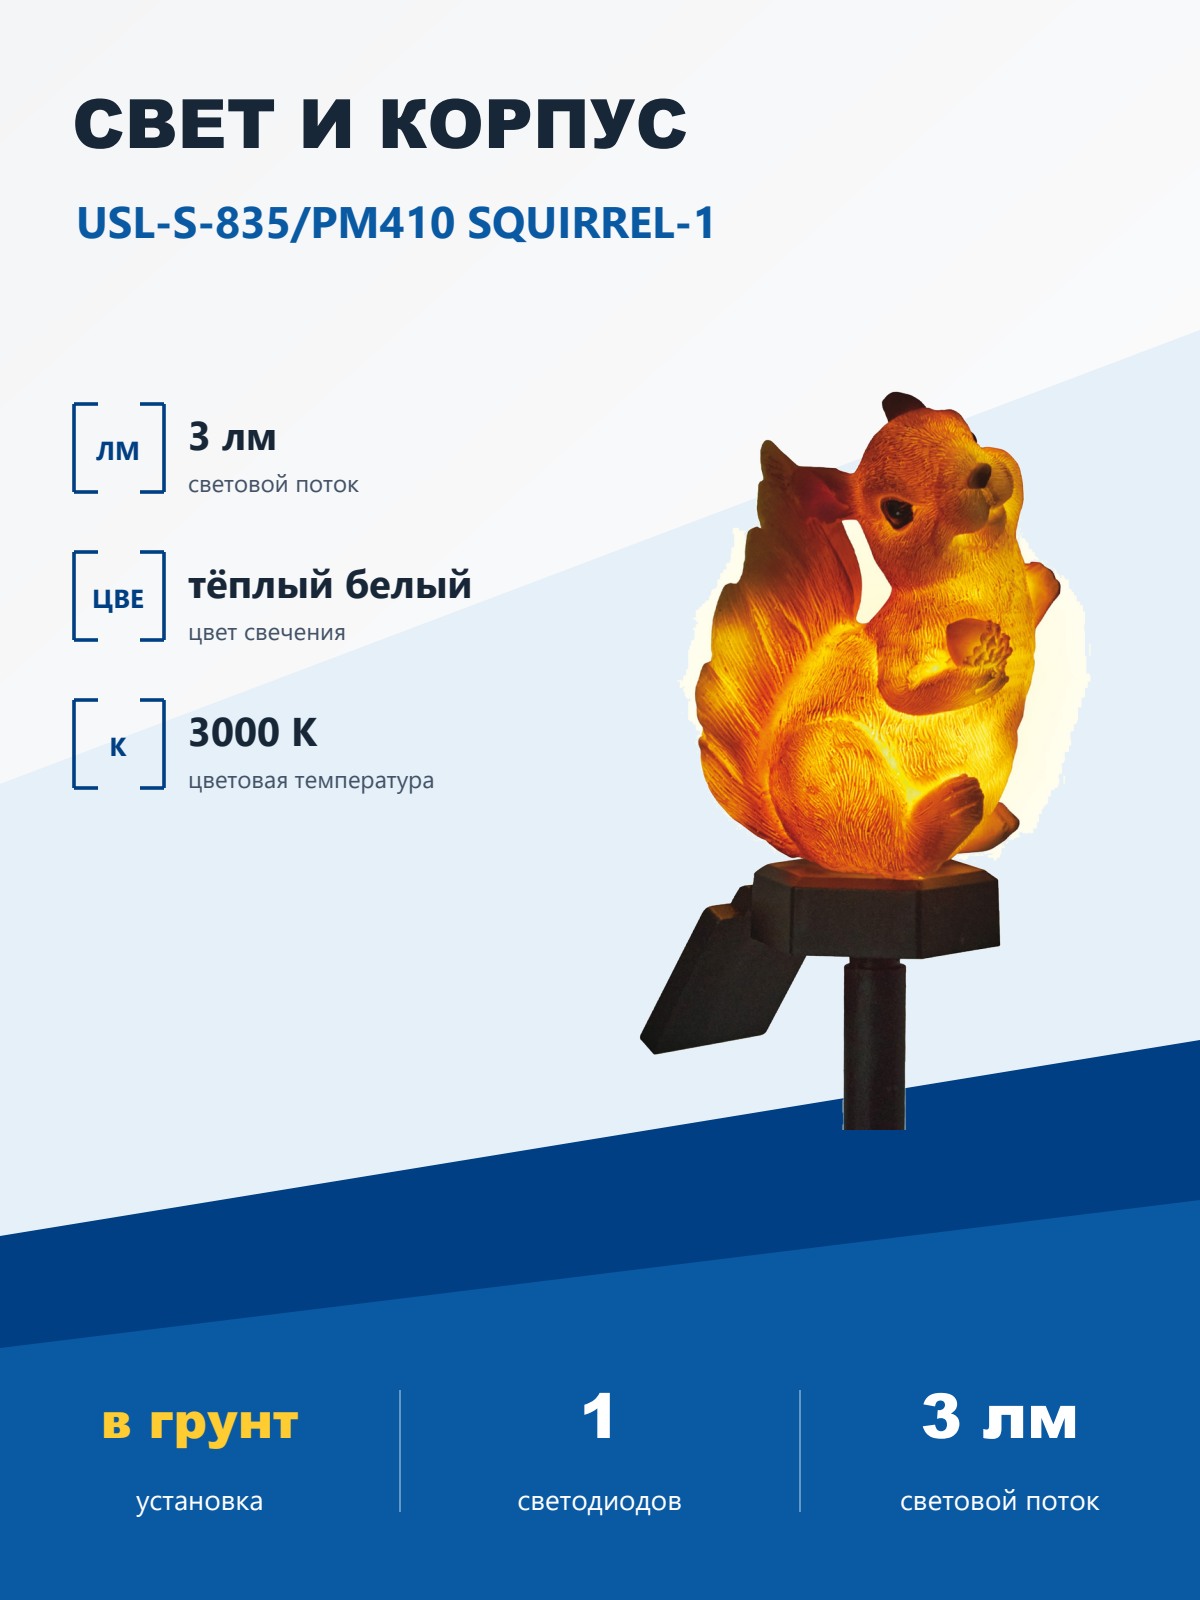 СВЕТ И КОРПУС
USL-S-835/PM410 SQUIRREL-1
ЛМ
3 лм
световой поток
ЦВЕ
тёплый белый
цвет свечения
К
3000 К
цветовая температура
в грунт
установка
1
светодиодов
3 лм
световой поток